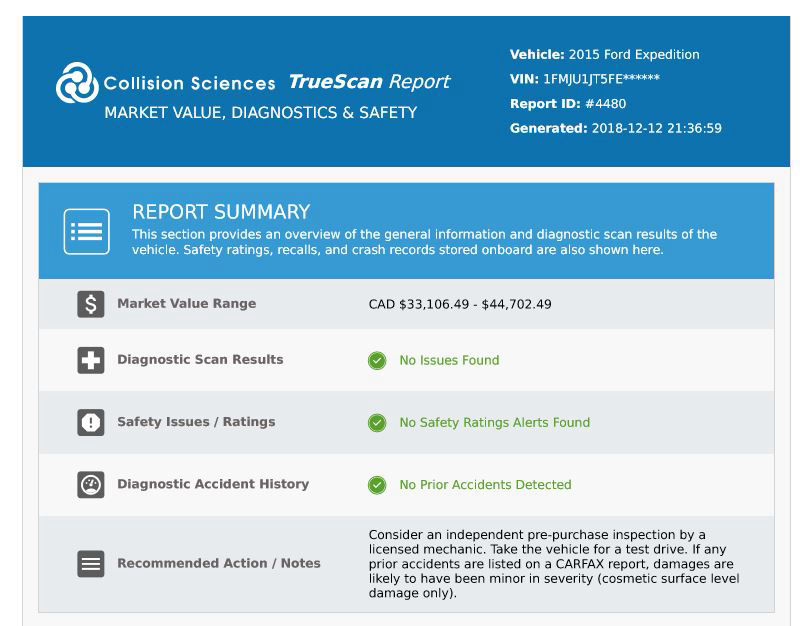 Collision Sciences TrueScan Report
MARKET VALUE, DIAGNOSTICS & SAFETY
Vehicle: 2015 Ford Expedition
VIN: 1FMJU1JT5FE******
Report ID: #4480
Generated: 2018-12-12 21:36:59
REPORT SUMMARY
This section provides an overview of the general information and diagnostic scan results of the
vehicle. Safety ratings, recalls, and crash records stored onboard are also shown here.
Market Value Range
CAD $33,106.49 - $44,702.49
Diagnostic Scan Results
No Issues Found
Safety Issues / Ratings
No Safety Ratings Alerts Found
Diagnostic Accident History
No Prior Accidents Detected
Recommended Action / Notes
Consider an independent pre-purchase inspection by a
licensed mechanic. Take the vehicle for a test drive. If any
prior accidents are listed on a CARFAX report, damages are
likely to have been minor in severity (cosmetic surface level
damage only).